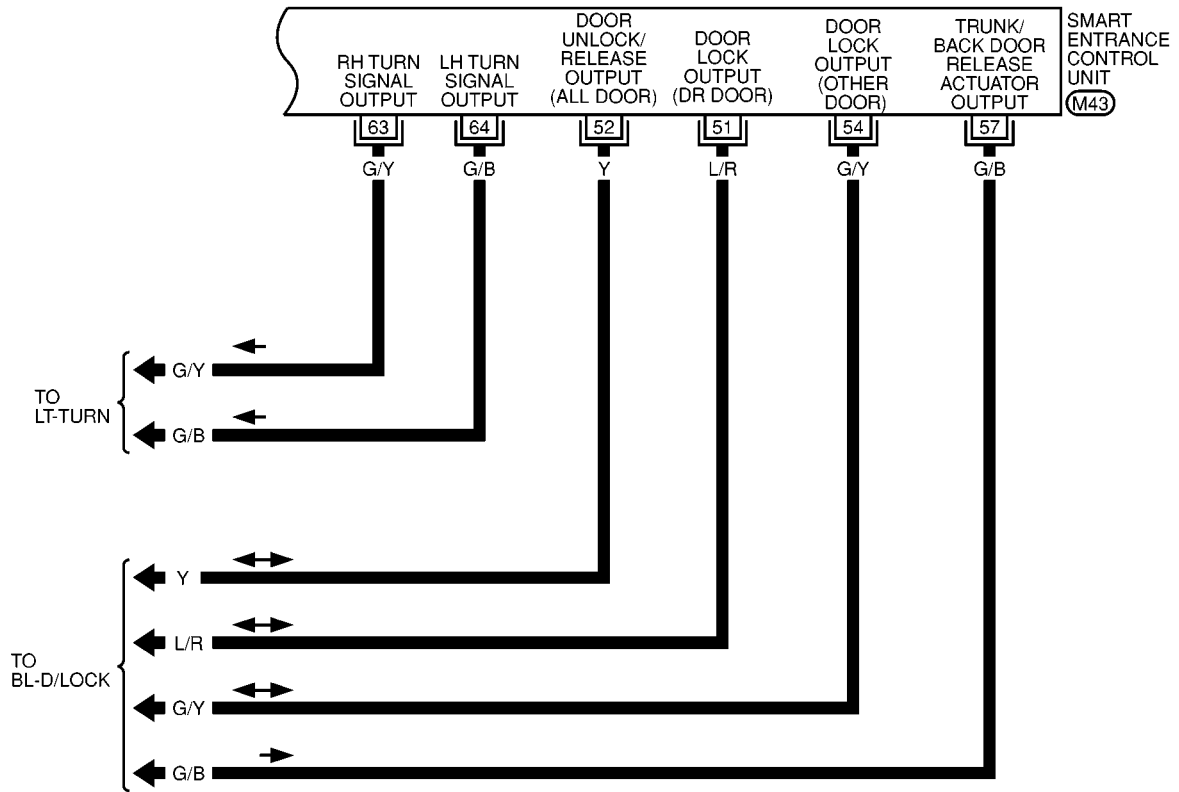 RH TURN
SIGNAL
OUTPUT
LH TURN
SIGNAL
OUTPUT
DOOR
UNLOCK/
RELEASE
OUTPUT
(ALL DOOR)
DOOR
LOCK
OUTPUT
(DR DOOR)
DOOR
LOCK
OUTPUT
(OTHER
DOOR)
TRUNK/
BACK DOOR
RELEASE
ACTUATOR
OUTPUT
SMART
ENTRANCE
CONTROL
UNIT
M43
63
64
52
51
54
57
G/Y
G/B
Y
L/R
G/Y
G/B
TO
LT-TURN
G/Y
G/B
TO
BL-D/LOCK
Y
L/R
G/Y
G/B